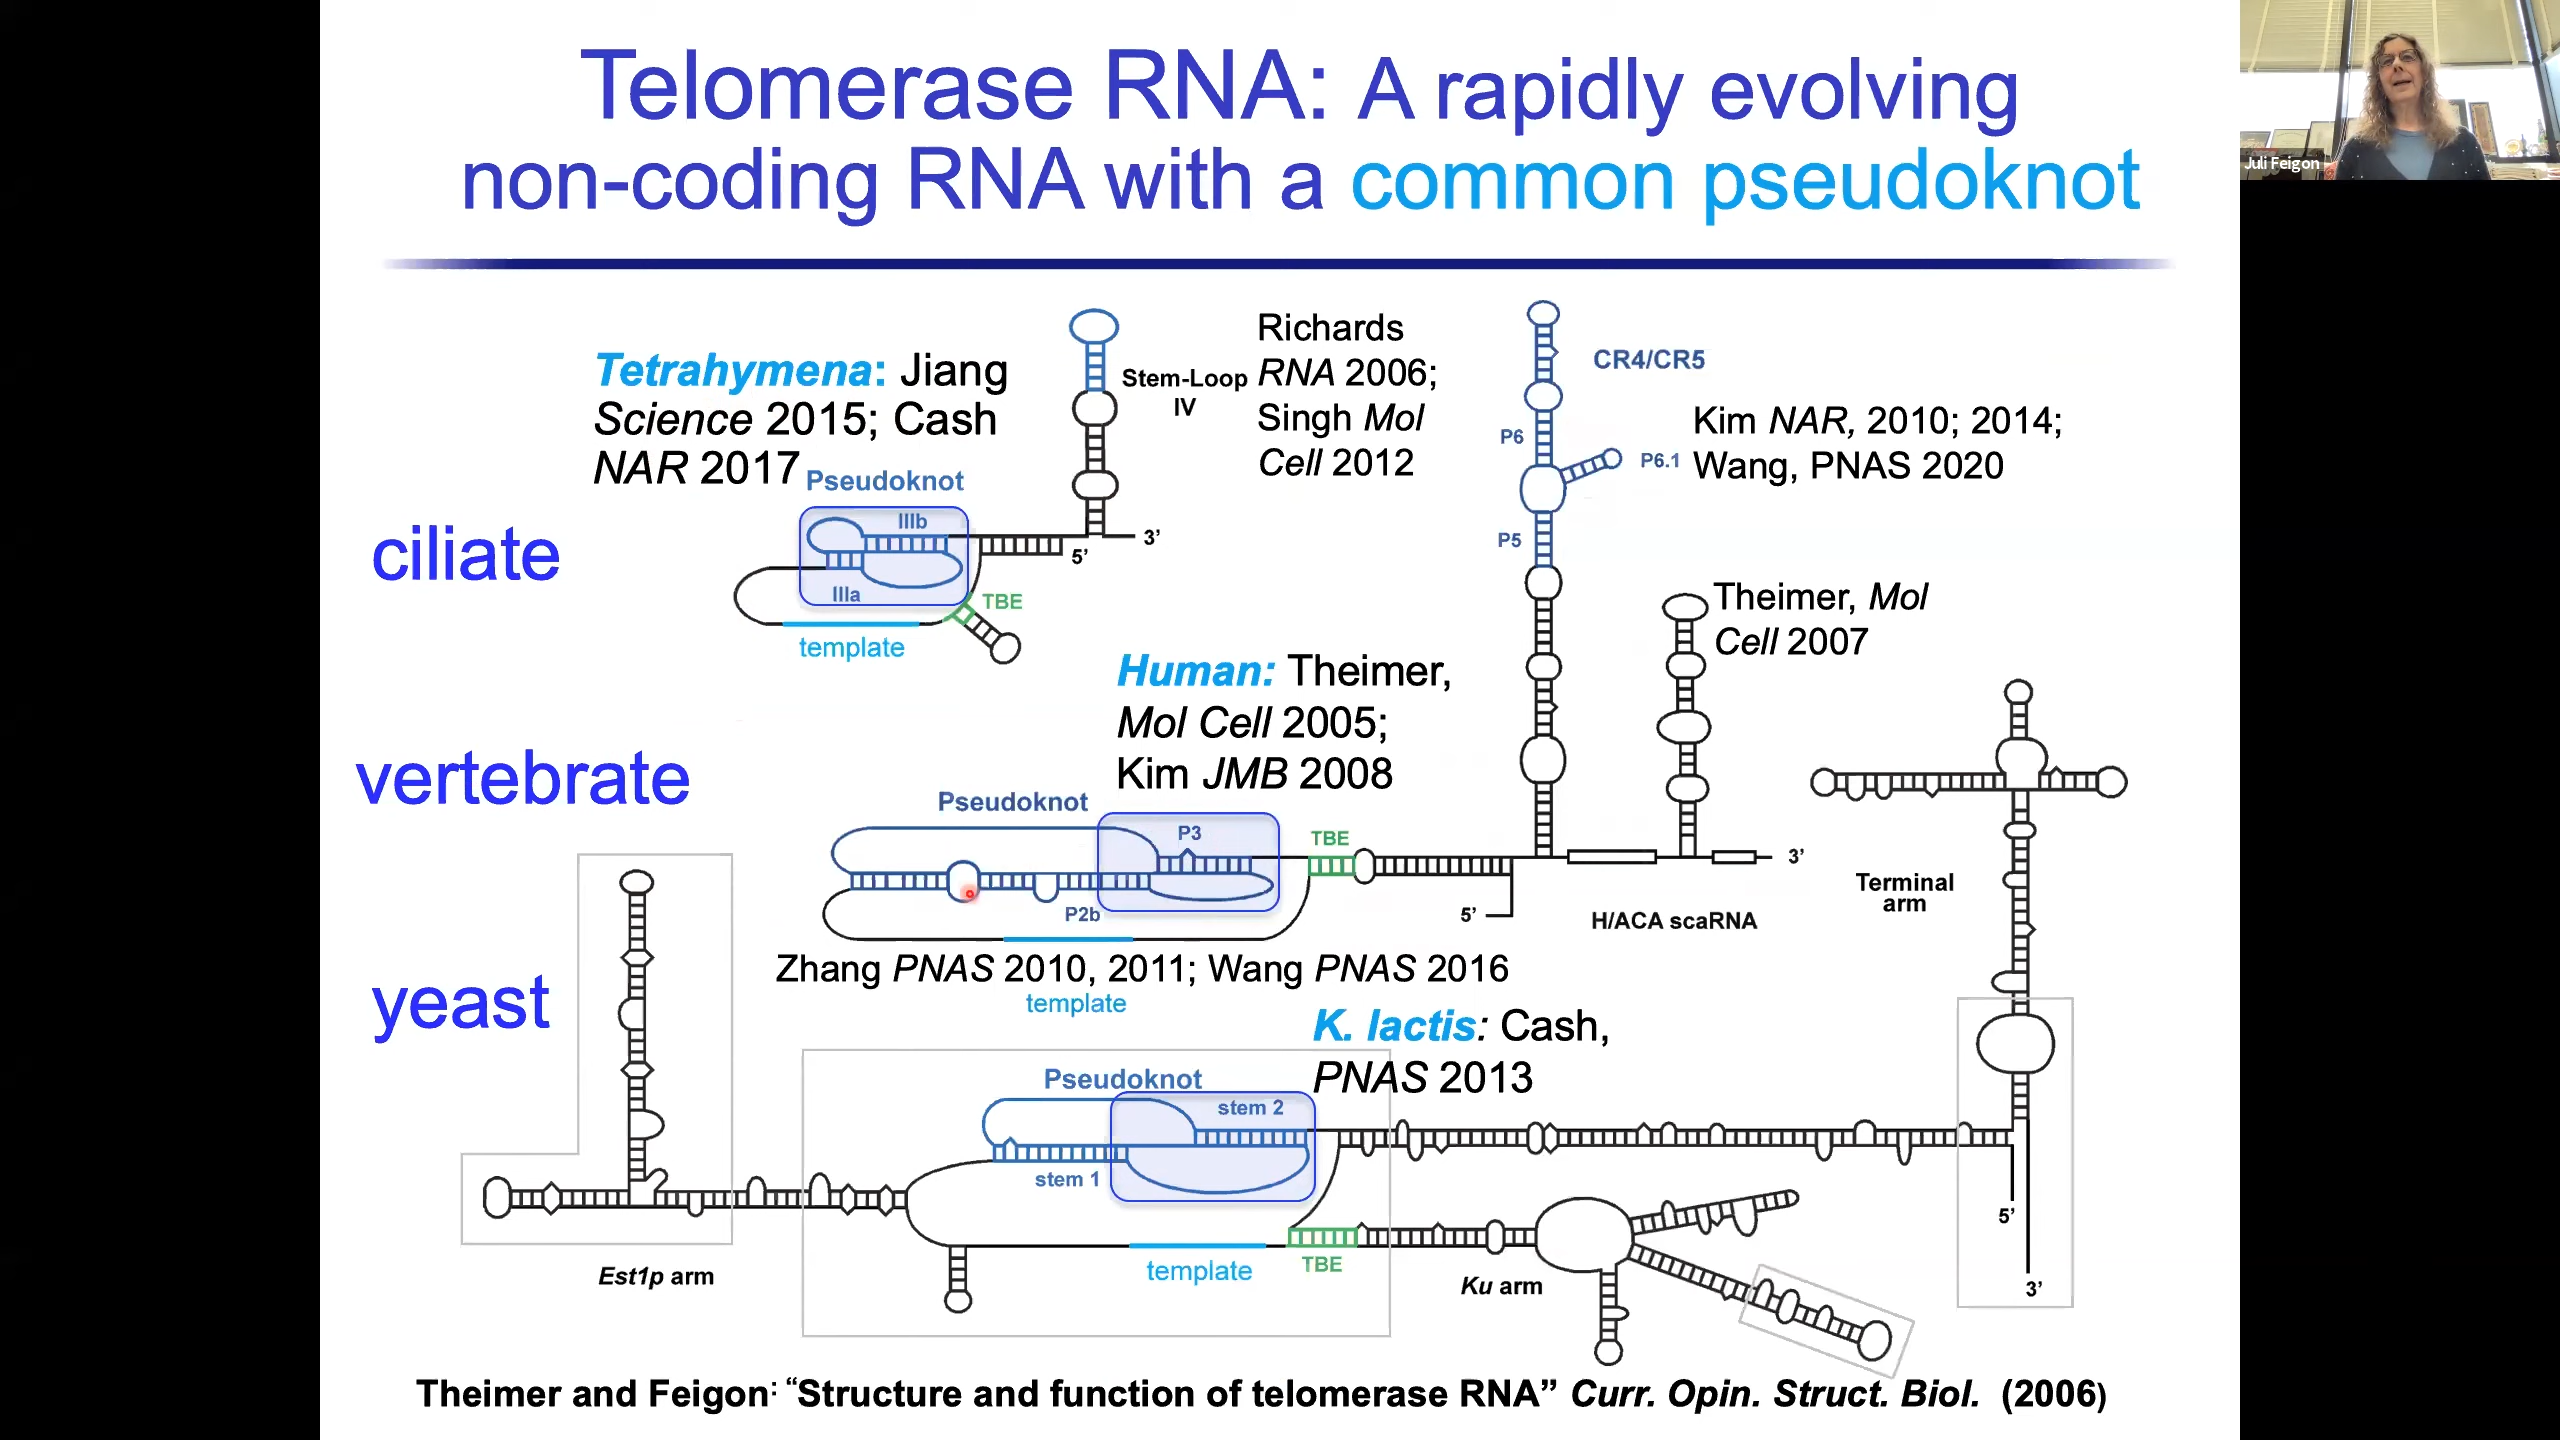 Telomerase RNA: A rapidly evolving
non-coding RNA with a common pseudoknot
Juli Feigon
Tetrahymena: Jiang
Science 2015; Cash
NAR 2017
Stem-Loop
IV
Richards
RNA 2006;
Singh Mol
Cell 2012
CR4/CR5
P6
P6.1
Kim NAR, 2010; 2014;
Wang, PNAS 2020
P5
ciliate
Pseudoknot
IIIb
IIIa
5’
3’
TBE
template
Theimer, Mol
Cell 2007
Human: Theimer,
Mol Cell 2005;
Kim JMB 2008
vertebrate
Pseudoknot
P3
P2b
TBE
5’
3’
H/ACA scaRNA
Zhang PNAS 2010, 2011; Wang PNAS 2016
template
Terminal
arm
yeast
K. lactis: Cash,
PNAS 2013
Pseudoknot
stem 2
stem 1
5’
3’
Est1p arm
template
TBE
Ku arm
Theimer and Feigon: “Structure and function of telomerase RNA” Curr. Opin. Struct. Biol. (2006)